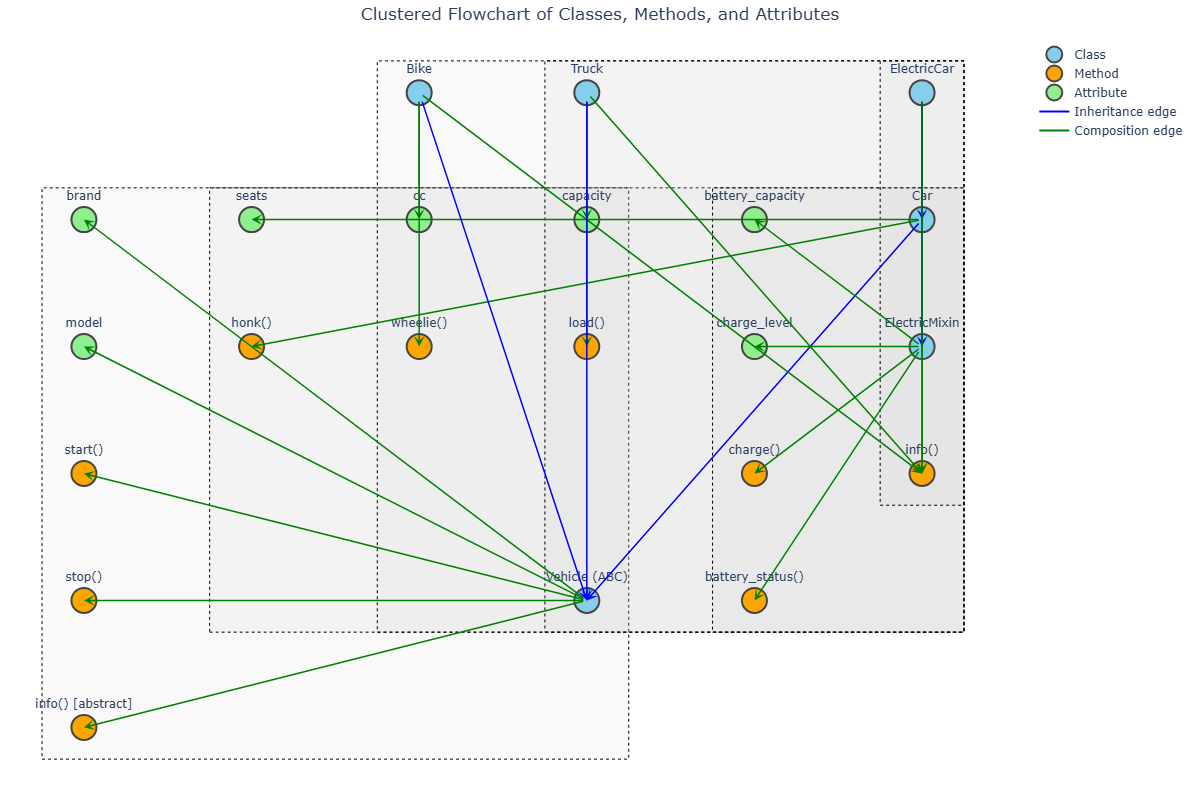 Clustered Flowchart of Classes, Methods, and Attributes
Class
Method
Attribute
Inheritance edge
Composition edge
Bike
Truck
ElectricCar
brand
seats
cc
capacity
battery_capacity
Car
model
honk()
wheelie()
load()
charge_level
ElectricMixin
start()
charge()
info()
stop()
Vehicle (ABC)
battery_status()
info() [abstract]